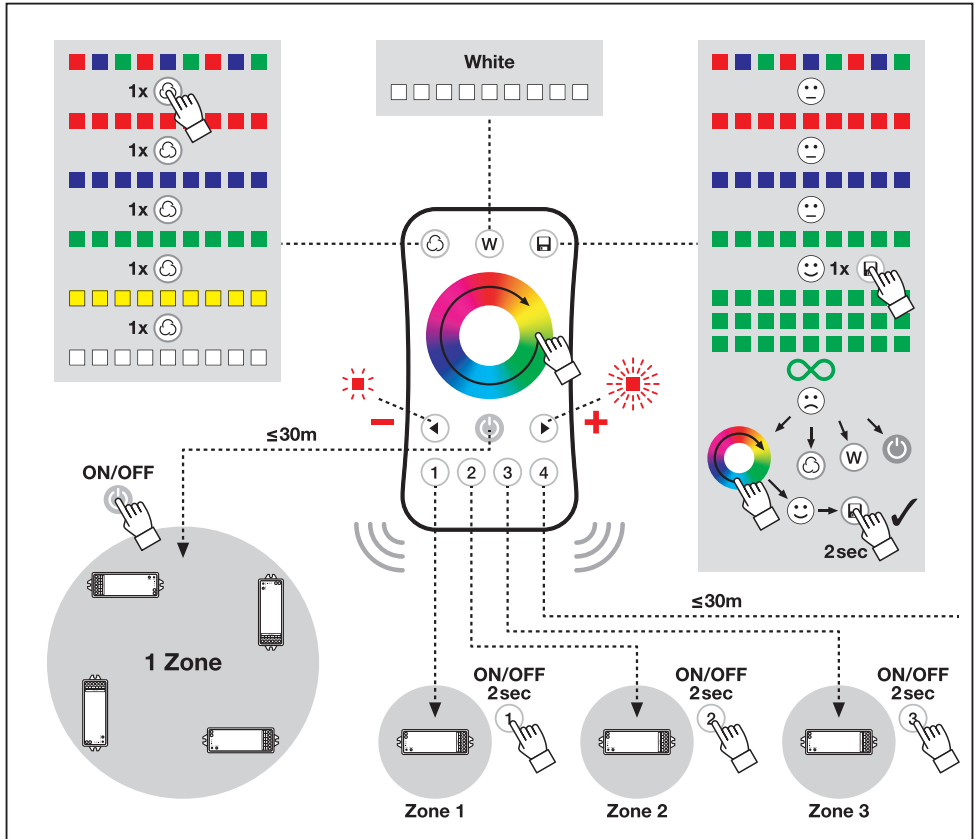 White
1x
1x
1x
1x
1x
1x
W
− +
≤30m
1 2 3 4
ON/OFF
W
2sec
≤30m
1 Zone
ON/OFF
2sec
1
ON/OFF
2sec
2
ON/OFF
2sec
3
Zone 1
Zone 2
Zone 3